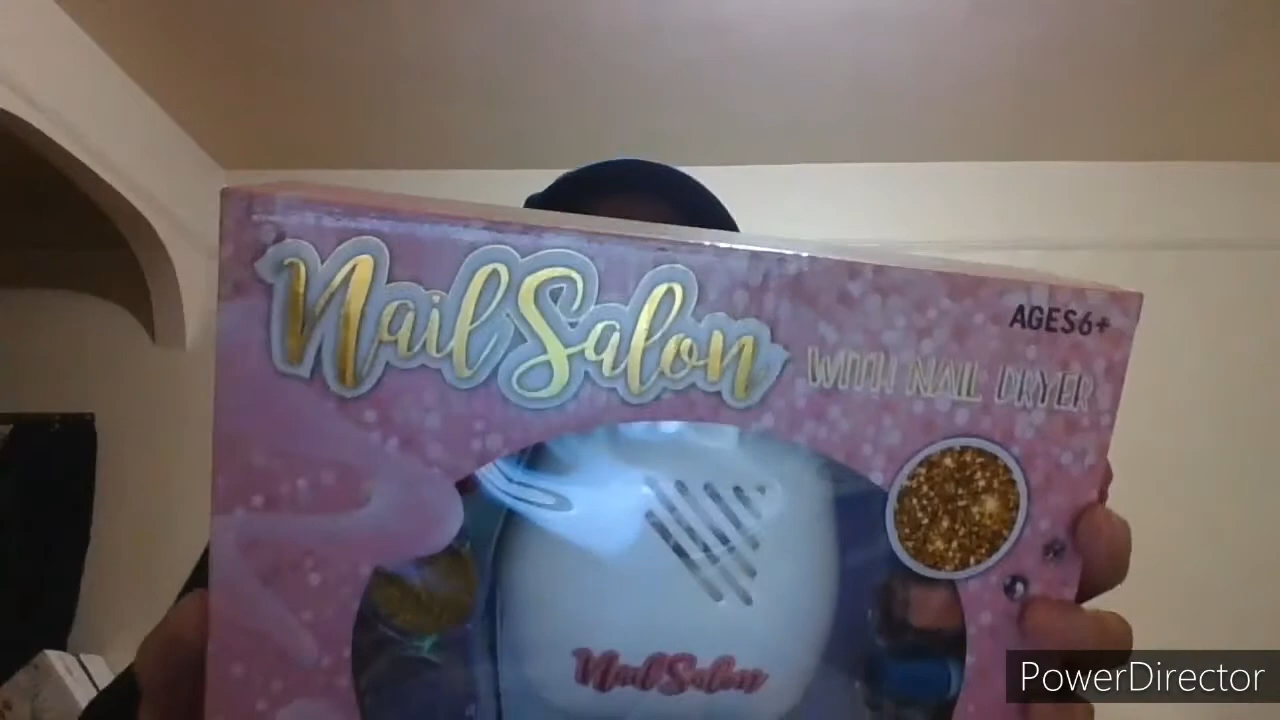 Nail Salon
AGES6+
WITH NAIL DRYER
Nail Salon
PowerDirector